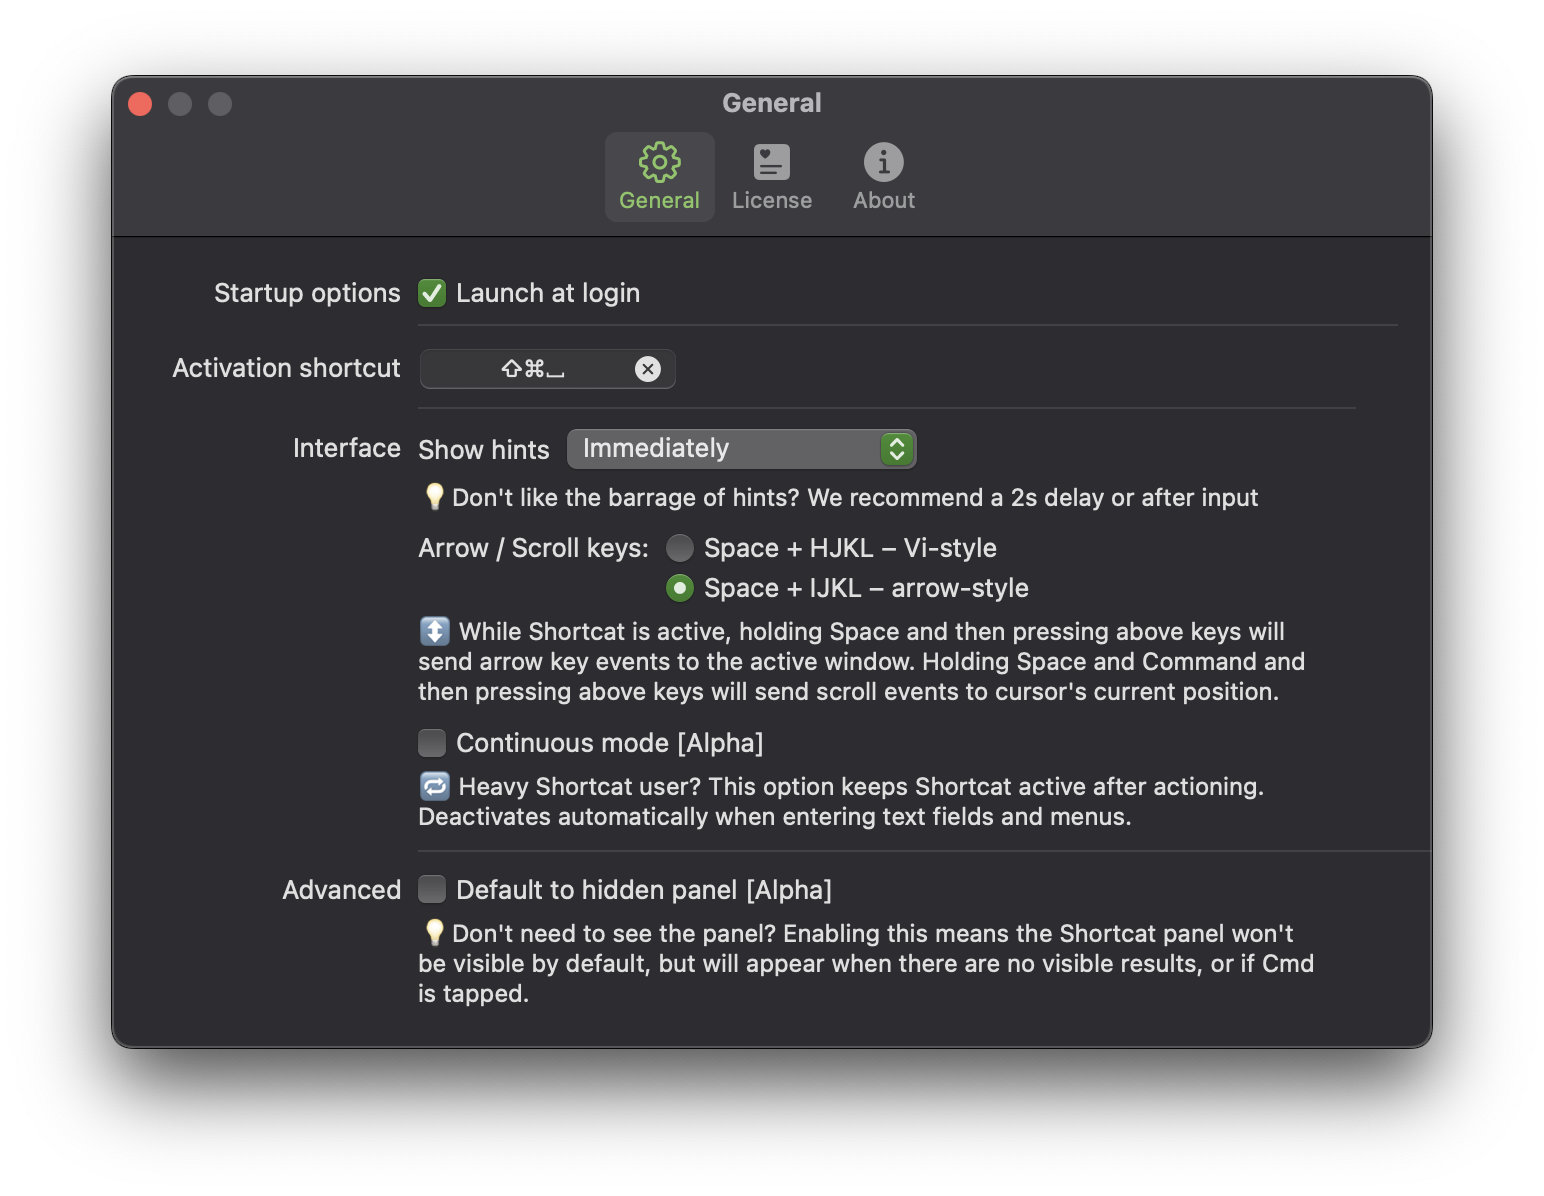 General
General License About
Startup options Launch at login
Activation shortcut ⇧⌘⎵
Interface Show hints Immediately
💡Don't like the barrage of hints? We recommend a 2s delay or after input
Arrow / Scroll keys: Space + HJKL – Vi-style
Space + IJKL – arrow-style
↕️ While Shortcat is active, holding Space and then pressing above keys will
send arrow key events to the active window. Holding Space and Command and
then pressing above keys will send scroll events to cursor's current position.
Continuous mode [Alpha]
🔁 Heavy Shortcat user? This option keeps Shortcat active after actioning.
Deactivates automatically when entering text fields and menus.
Advanced Default to hidden panel [Alpha]
💡Don't need to see the panel? Enabling this means the Shortcat panel won't
be visible by default, but will appear when there are no visible results, or if Cmd
is tapped.